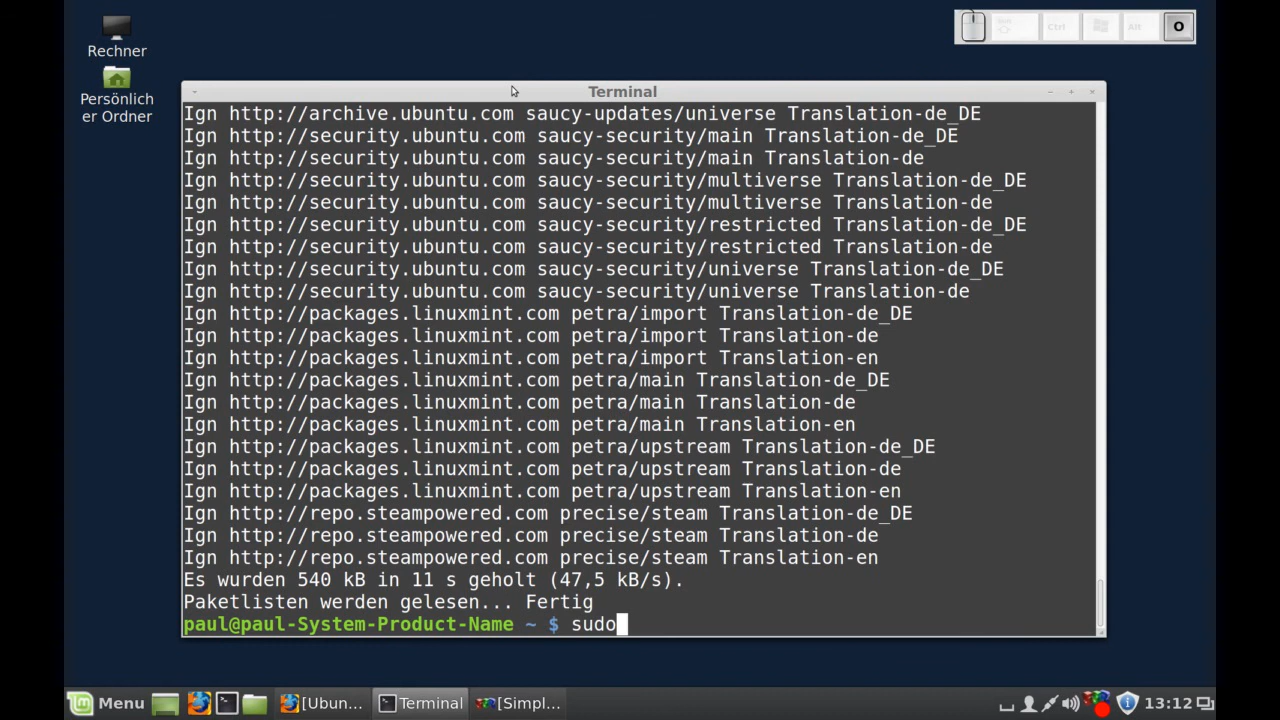 Rechner
Persönlich
er Ordner
Ctrl
Alt
O
Terminal
Ign http://archive.ubuntu.com saucy-updates/universe Translation-de_DE
Ign http://security.ubuntu.com saucy-security/main Translation-de_DE
Ign http://security.ubuntu.com saucy-security/main Translation-de
Ign http://security.ubuntu.com saucy-security/multiverse Translation-de_DE
Ign http://security.ubuntu.com saucy-security/multiverse Translation-de
Ign http://security.ubuntu.com saucy-security/restricted Translation-de_DE
Ign http://security.ubuntu.com saucy-security/restricted Translation-de
Ign http://security.ubuntu.com saucy-security/universe Translation-de_DE
Ign http://security.ubuntu.com saucy-security/universe Translation-de
Ign http://packages.linuxmint.com petra/import Translation-de_DE
Ign http://packages.linuxmint.com petra/import Translation-de
Ign http://packages.linuxmint.com petra/import Translation-en
Ign http://packages.linuxmint.com petra/main Translation-de_DE
Ign http://packages.linuxmint.com petra/main Translation-de
Ign http://packages.linuxmint.com petra/main Translation-en
Ign http://packages.linuxmint.com petra/upstream Translation-de_DE
Ign http://packages.linuxmint.com petra/upstream Translation-de
Ign http://packages.linuxmint.com petra/upstream Translation-en
Ign http://repo.steampowered.com precise/steam Translation-de_DE
Ign http://repo.steampowered.com precise/steam Translation-de
Ign http://repo.steampowered.com precise/steam Translation-en
Es wurden 540 kB in 11 s geholt (47,5 kB/s).
Paketlisten werden gelesen... Fertig
paul@paul-System-Product-Name ~ $ sudo
Menu
[Ubun...
Terminal
[Simpl...
13:12